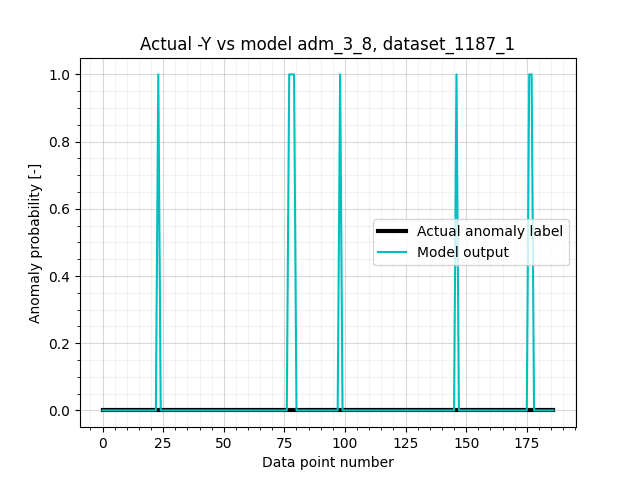 Actual -Y vs model adm_3_8, dataset_1187_1
1.0
0.8
0.6
0.4
0.2
0.0
Anomaly probability [-]
Actual anomaly label
Model output
0 25 50 75 100 125 150 175
Data point number